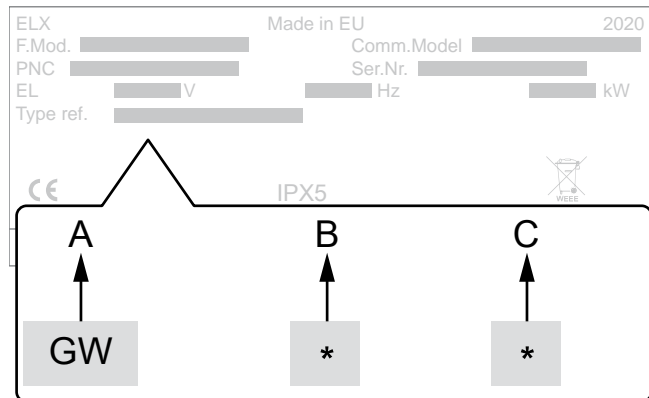 ELX Made in EU 2020
F.Mod. Comm.Model
PNC Ser.Nr.
EL V Hz kW
Type ref.
CE IPX5
WEEE
A B C
GW * *